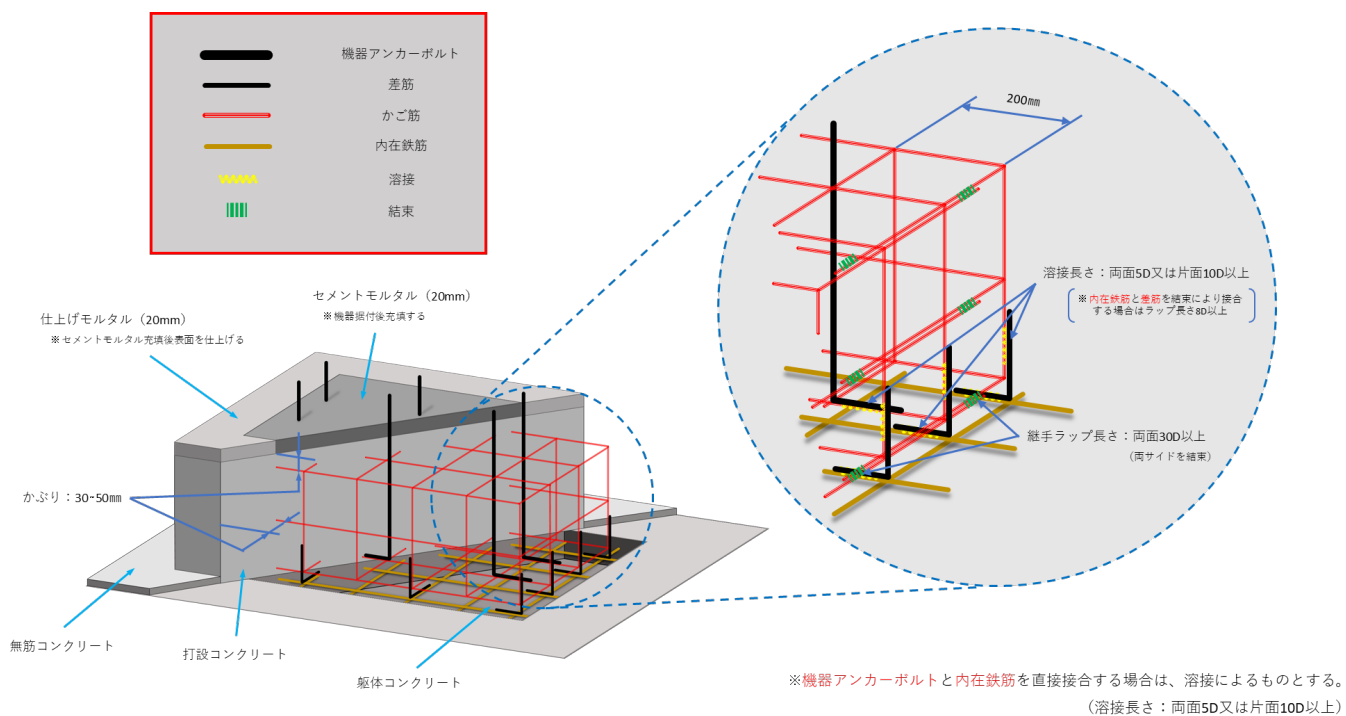 機器アンカーボルト
差筋
かご筋
内在鉄筋
溶接
結束
200㎜
溶接長さ：両面5D又は片面10D以上
※内在鉄筋と差筋を結束により接合
する場合はラップ長さ8D以上
セメントモルタル（20mm）
※機器据付後充填する
仕上げモルタル（20mm）
※セメントモルタル充填後表面を仕上げる
継手ラップ長さ：両面30D以上
（両サイドを結束）
かぶり：30~50㎜
無筋コンクリート
打設コンクリート
躯体コンクリート
※機器アンカーボルトと内在鉄筋を直接接合する場合は、溶接によるものとする。
（溶接長さ：両面5D又は片面10D以上）